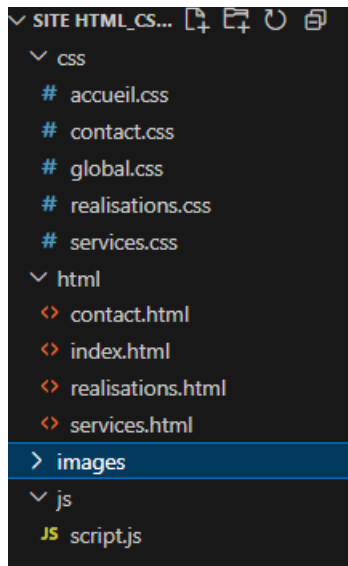 SITE HTML_CS...
css
# accueil.css
# contact.css
# global.css
# realisations.css
# services.css
html
<> contact.html
<> index.html
<> realisations.html
<> services.html
images
js
JS script.js